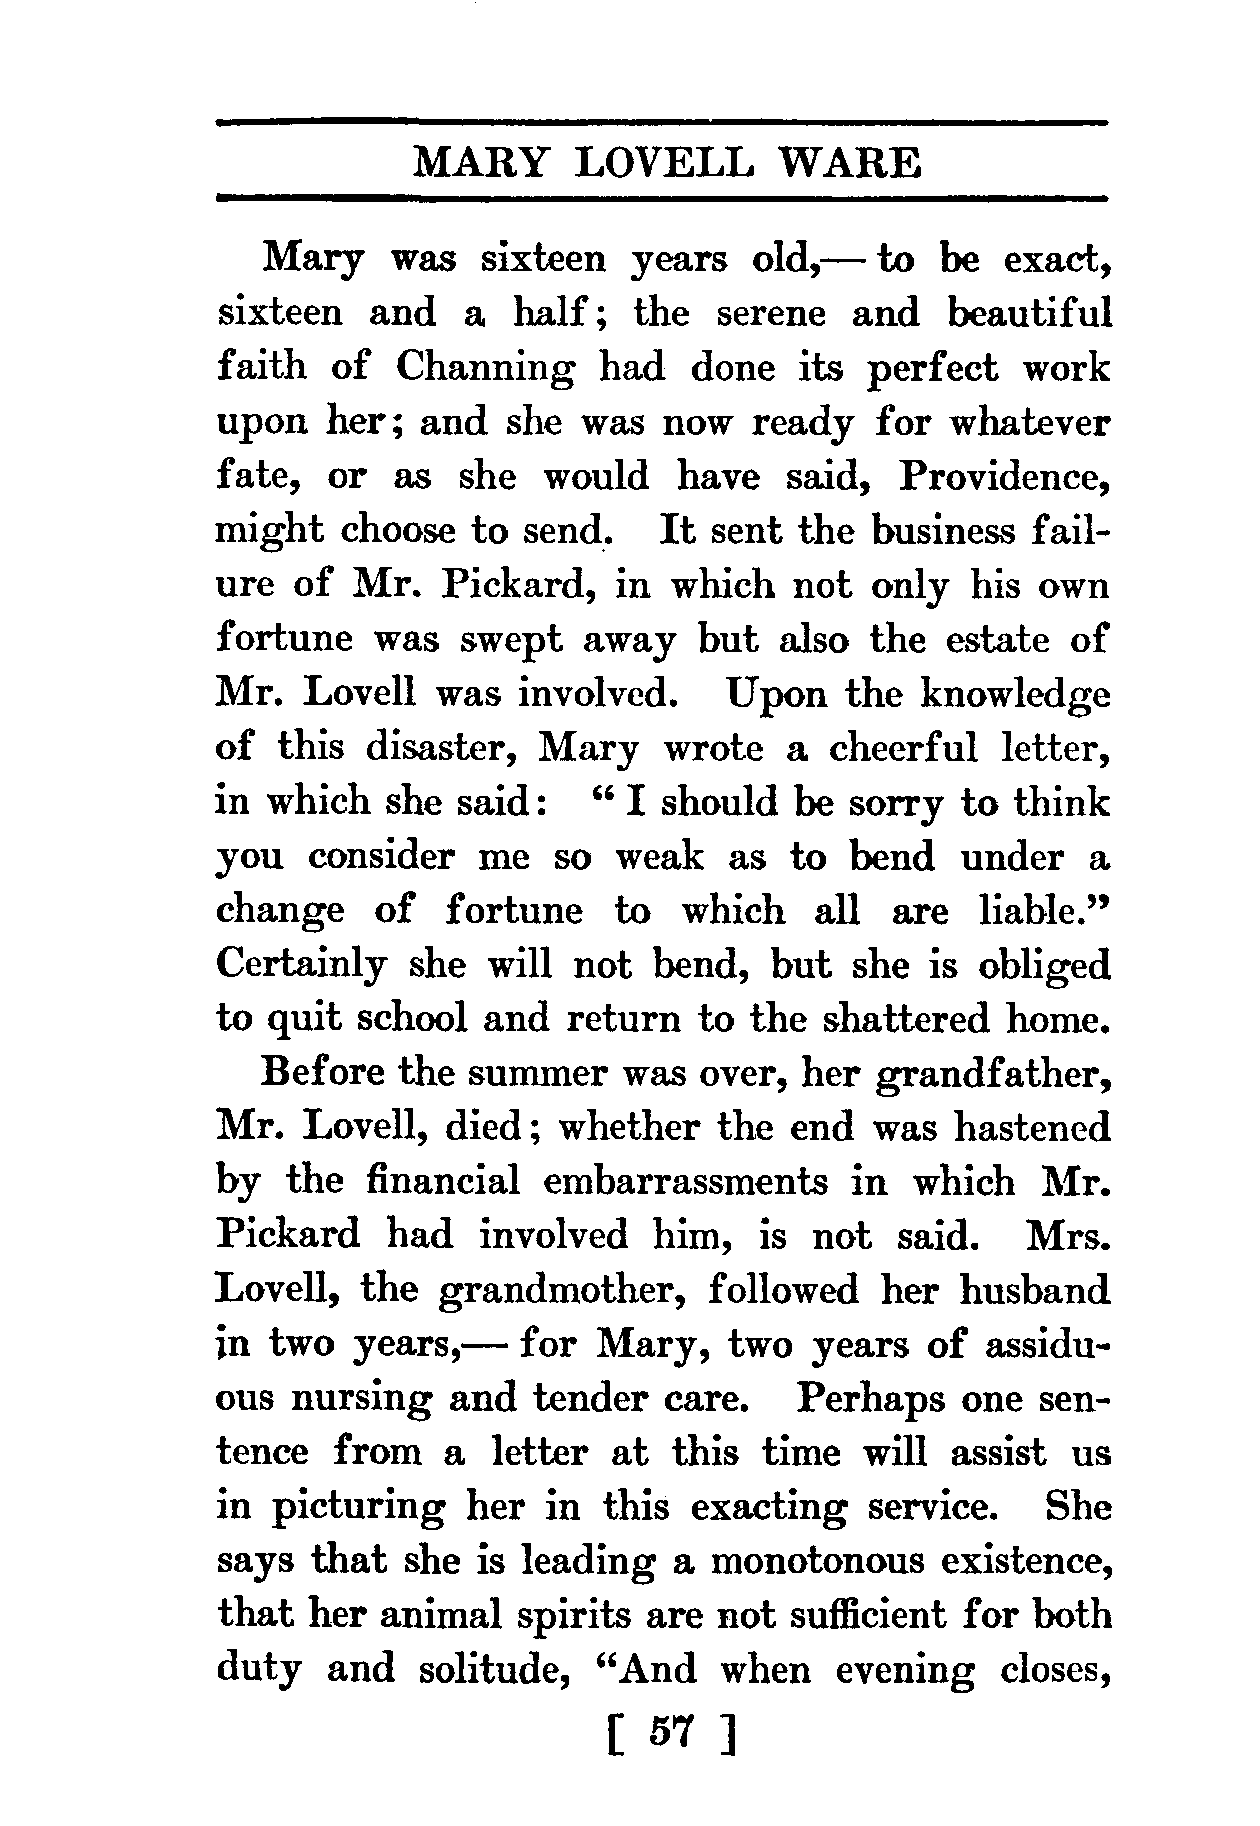 MARY LOVELL WARE
Mary was sixteen years old,— to be exact,
sixteen and a half; the serene and beautiful
faith of Channing had done its perfect work
upon her; and she was now ready for whatever
fate, or as she would have said, Providence,
might choose to send. It sent the business fail-
ure of Mr. Pickard, in which not only his own
fortune was swept away but also the estate of
Mr. Lovell was involved. Upon the knowledge
of this disaster, Mary wrote a cheerful letter,
in which she said: “I should be sorry to think
you consider me so weak as to bend under a
change of fortune to which all are liable.”
Certainly she will not bend, but she is obliged
to quit school and return to the shattered home.
Before the summer was over, her grandfather,
Mr. Lovell, died; whether the end was hastened
by the financial embarrassments in which Mr.
Pickard had involved him, is not said. Mrs.
Lovell, the grandmother, followed her husband
in two years,— for Mary, two years of assidu-
ous nursing and tender care. Perhaps one sen-
tence from a letter at this time will assist us
in picturing her in this exacting service. She
says that she is leading a monotonous existence,
that her animal spirits are not sufficient for both
duty and solitude, “And when evening closes,
[ 57 ]